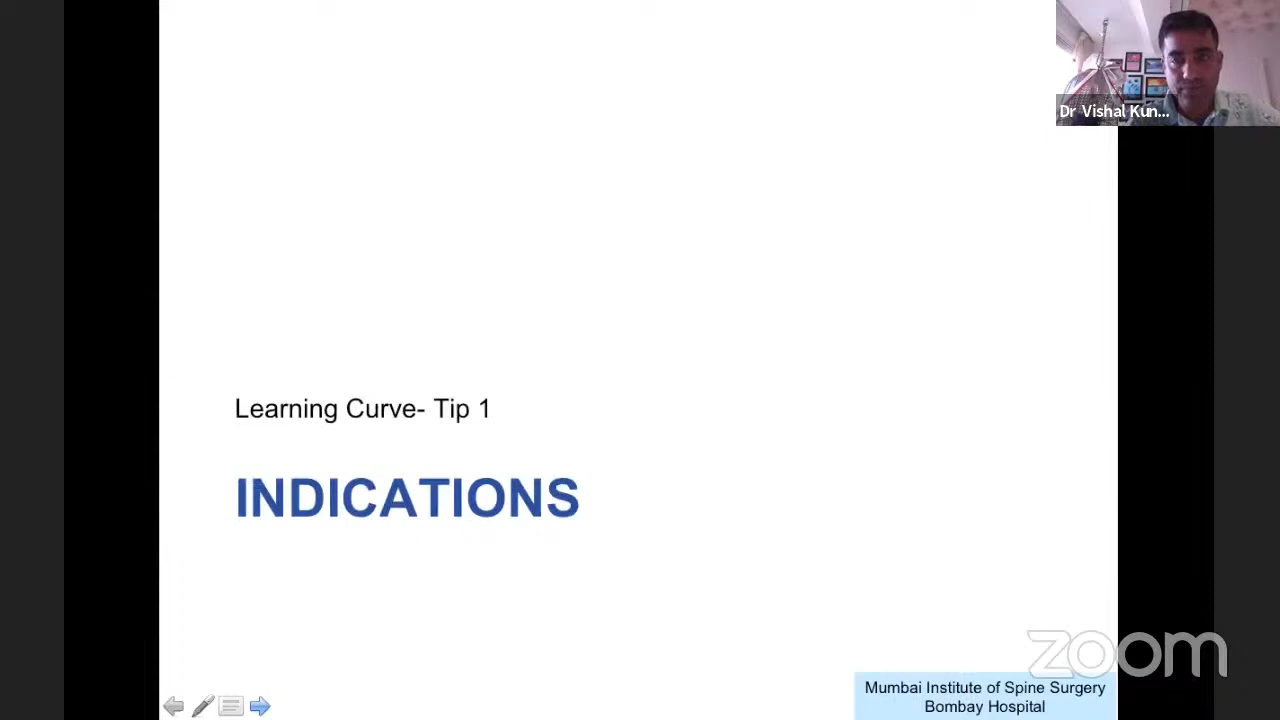 Dr Vishal Kun...
Learning Curve- Tip 1
INDICATIONS
zoom
Mumbai Institute of Spine Surgery
Bombay Hospital